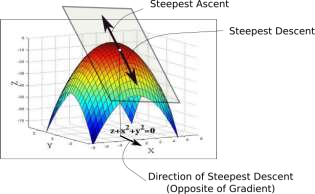 Steepest Ascent
Steepest Descent
Z
z+x²+y²=0
Y
X
Direction of Steepest Descent
(Opposite of Gradient)